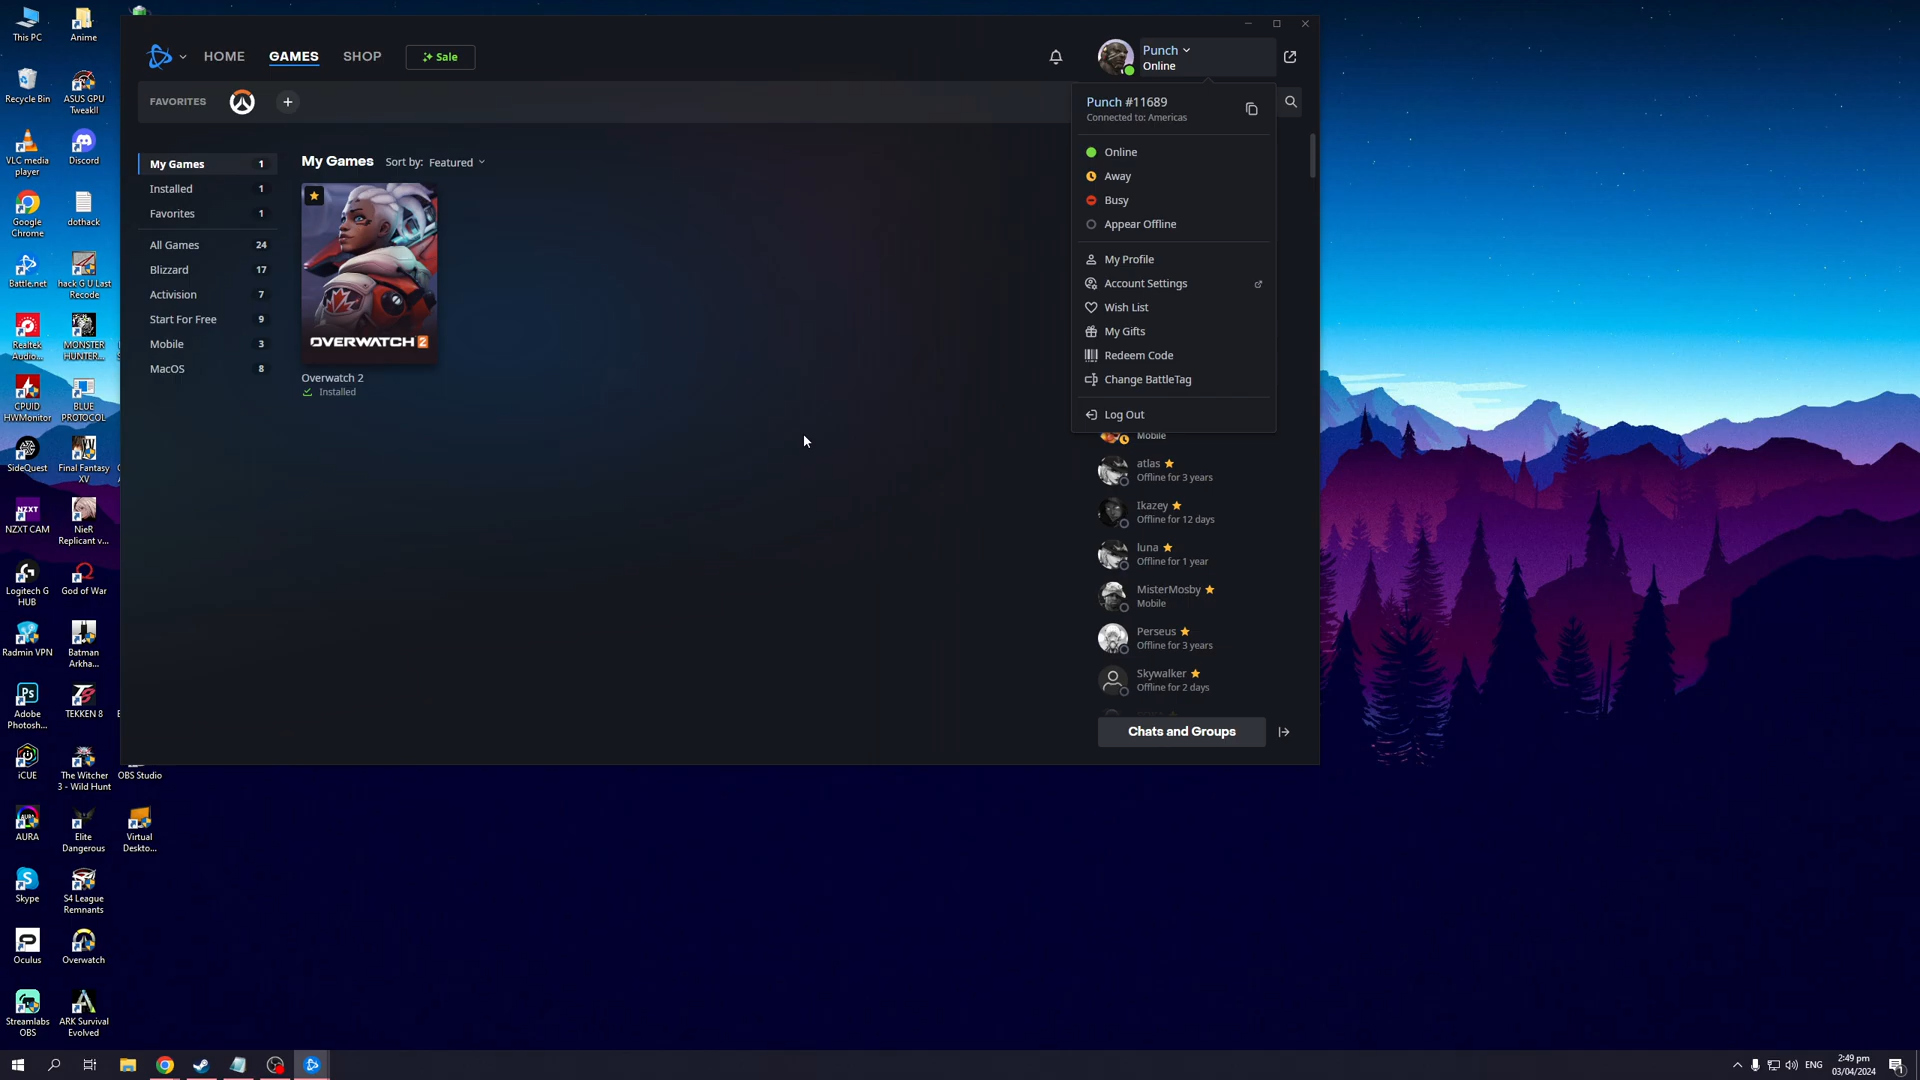 This PC
Anime
Recycle Bin
ASUS GPU
TweakII
VLC media
player
Discord
Google
Chrome
dothack
Battle.net
hack G U Last
Recode
Realtek
Audio...
MONSTER
HUNTER...
CPUID
HWMonitor
BLUE
PROTOCOL
SideQuest
Final Fantasy
XV
NZXT
NZXT CAM
NieR
Replicant v...
Logitech G
HUB
God of War
Radmin VPN
Batman
Arkha...
Ps
Adobe
Photosh...
TEKKEN 8
iCUE
The Witcher
3 - Wild Hunt
OBS Studio
AURA
AURA
Elite
Dangerous
Virtual
Deskto...
Skype
S4 League
Remnants
Oculus
Overwatch
Streamlabs
OBS
ARK Survival
Evolved
HOME
GAMES
SHOP
Sale
Punch
Online
FAVORITES
My Games 1
Installed 1
Favorites 1
All Games 24
Blizzard 17
Activision 7
Start For Free 9
Mobile 3
MacOS 8
My Games
Sort by: Featured
OVERWATCH 2
Overwatch 2
Installed
Punch #11689
Connected to: Americas
Online
Away
Busy
Appear Offline
My Profile
Account Settings
Wish List
My Gifts
Redeem Code
Change BattleTag
Log Out
Mobile
atlas
Offline for 3 years
Ikazey
Offline for 12 days
luna
Offline for 1 year
MisterMosby
Mobile
Perseus
Offline for 3 years
Skywalker
Offline for 2 days
Chats and Groups
ENG
2:49 pm
03/04/2024
1